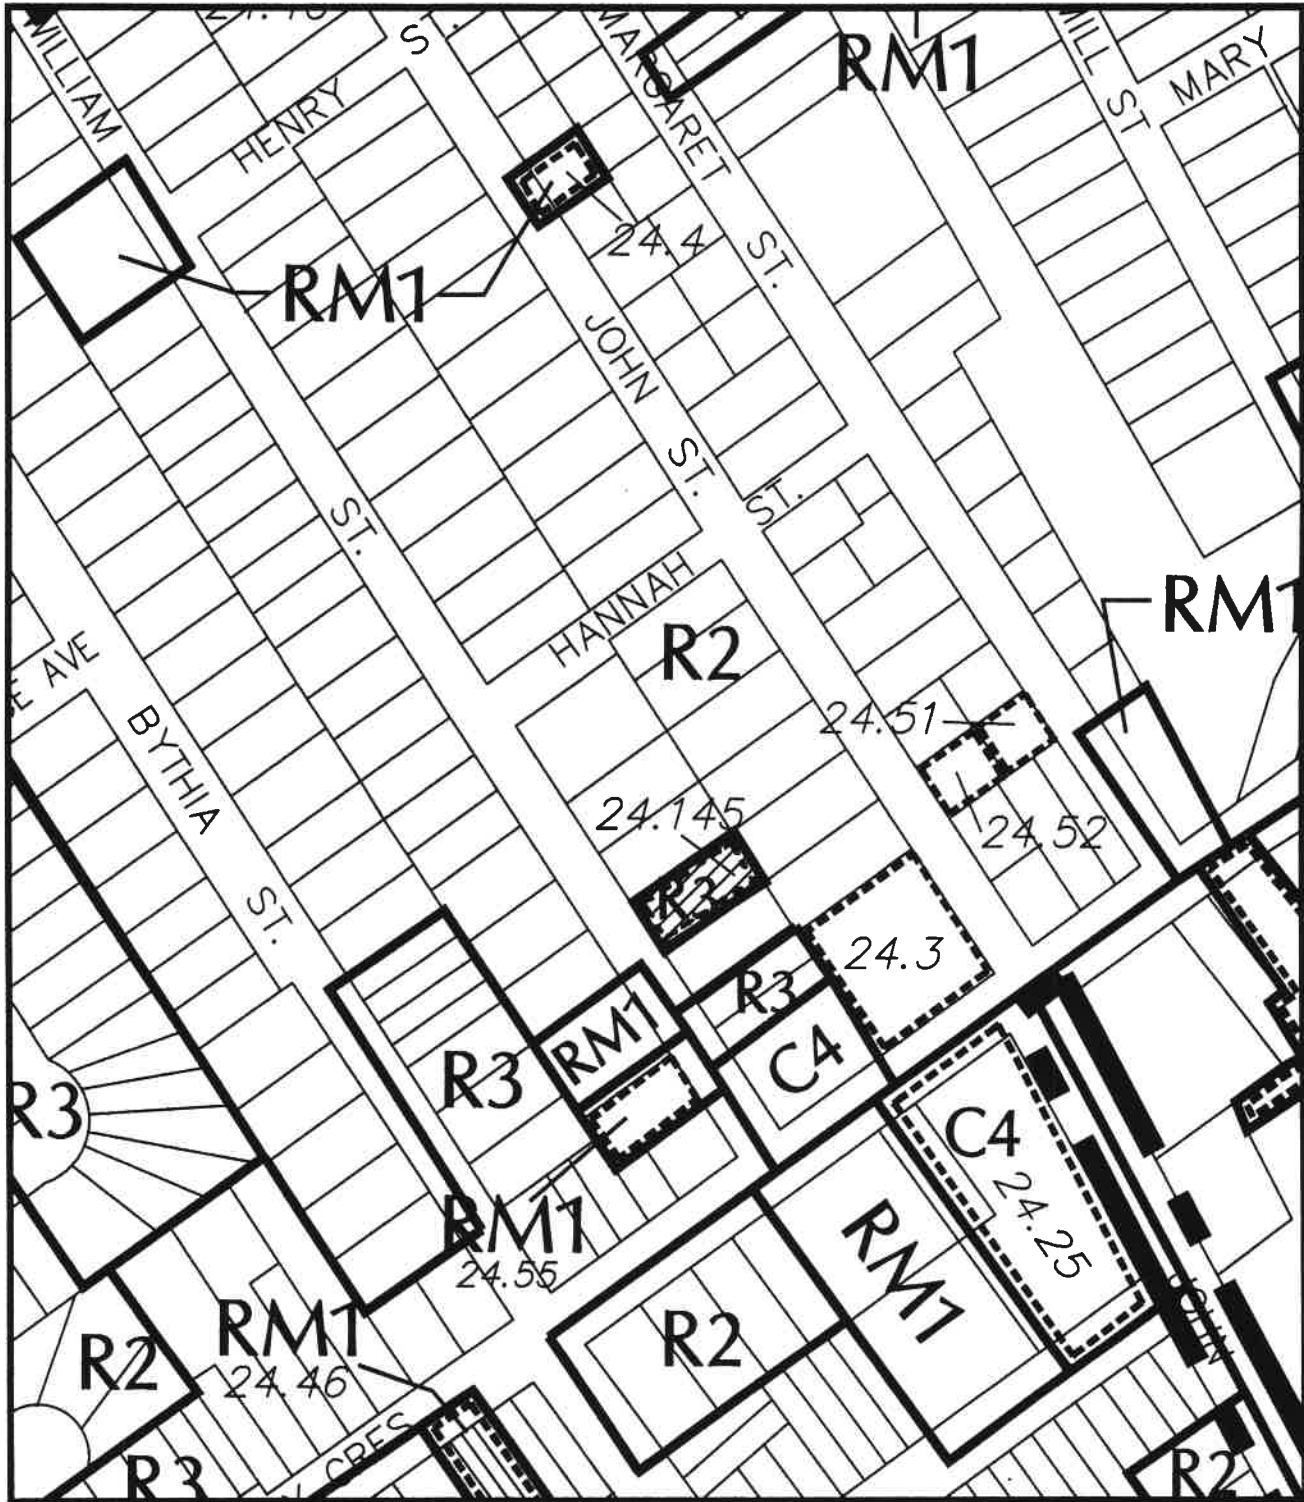 WILLIAM
S
MARGARET
RM1
MILL ST
MARY
HENRY
24.4
ST.
RM1
JOHN
ST.
ST.
ST.
HANNAH
RM1
R2
AVE
24.51
BYTHIA
24.145
24.52
R3
ST.
24.3
R3
RM1
C4
R3
R3
C4
24.25
RM1
24.55
RM1
RM1
24.46
R2
R2
JOHN
CRES
R3
R2